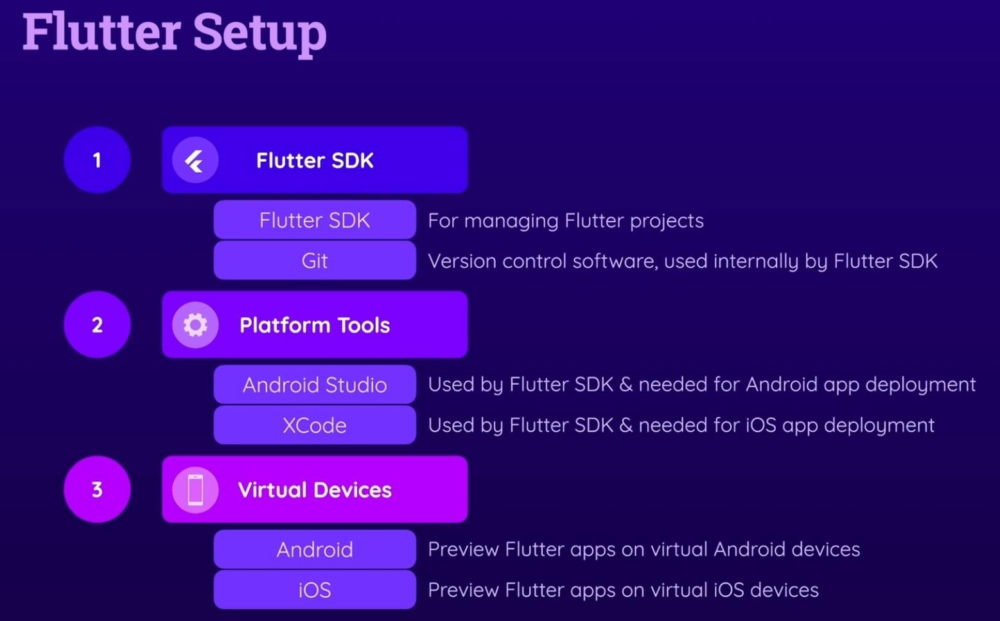 Flutter Setup
1
Flutter SDK
Flutter SDK
For managing Flutter projects
Git
Version control software, used internally by Flutter SDK
2
Platform Tools
Android Studio
Used by Flutter SDK & needed for Android app deployment
XCode
Used by Flutter SDK & needed for iOS app deployment
3
Virtual Devices
Android
Preview Flutter apps on virtual Android devices
iOS
Preview Flutter apps on virtual iOS devices